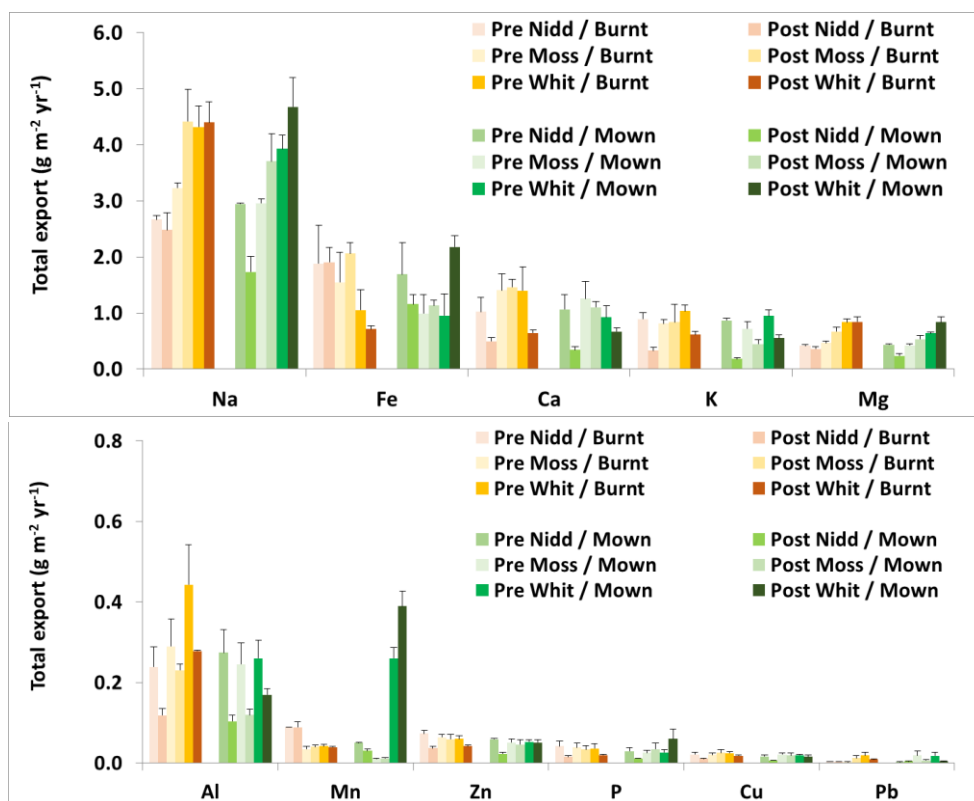 6.0
5.0
4.0
3.0
2.0
1.0
0.0
Total export (g m⁻² yr⁻¹)
Pre Nidd / Burnt Post Nidd / Burnt
Pre Moss / Burnt Post Moss / Burnt
Pre Whit / Burnt Post Whit / Burnt
Pre Nidd / Mown Post Nidd / Mown
Pre Moss / Mown Post Moss / Mown
Pre Whit / Mown Post Whit / Mown
Na Fe Ca K Mg
0.8
0.6
0.4
0.2
0.0
Total export (g m⁻² yr⁻¹)
Pre Nidd / Burnt Post Nidd / Burnt
Pre Moss / Burnt Post Moss / Burnt
Pre Whit / Burnt Post Whit / Burnt
Pre Nidd / Mown Post Nidd / Mown
Pre Moss / Mown Post Moss / Mown
Pre Whit / Mown Post Whit / Mown
Al Mn Zn P Cu Pb